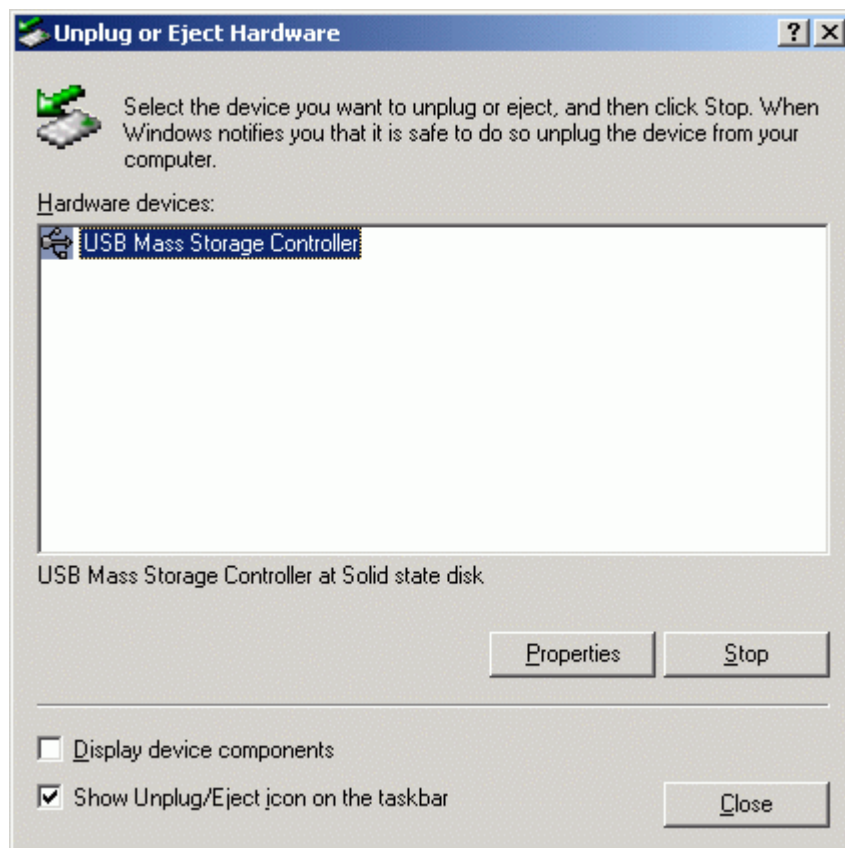 Unplug or Eject Hardware
Select the device you want to unplug or eject, and then click Stop. When
Windows notifies you that it is safe to do so unplug the device from your
computer.
Hardware devices:
USB Mass Storage Controller
USB Mass Storage Controller at Solid state disk
Properties Stop
Display device components
Show Unplug/Eject icon on the taskbar
Close